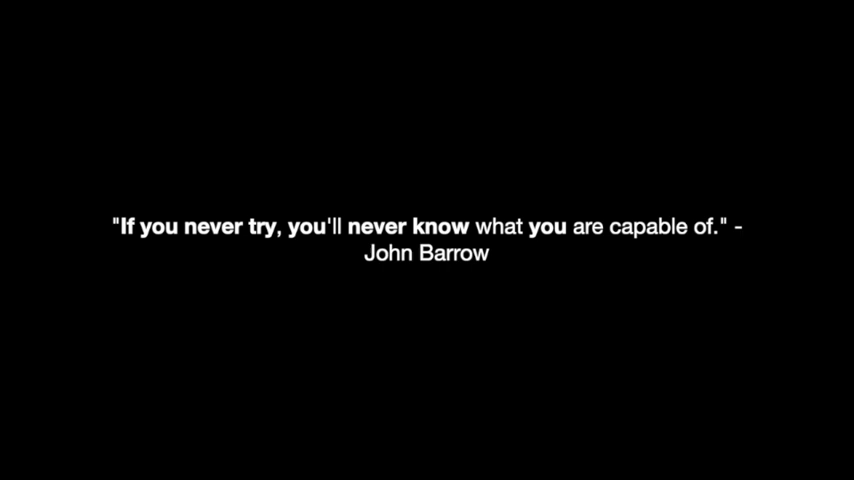 "If you never try, you'll never know what you are capable of." -
John Barrow